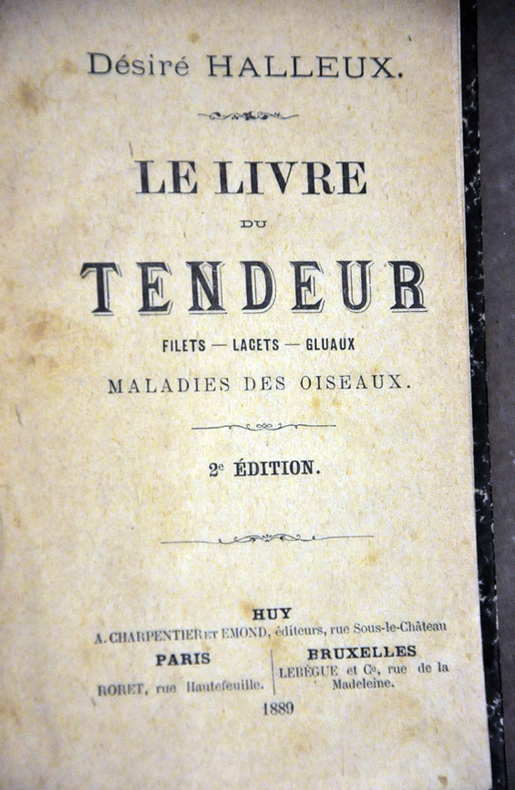 Désiré HALLEUX.
LE LIVRE
DU
TENDEUR
FILETS — LACETS — GLUAUX
MALADIES DES OISEAUX.
2e ÉDITION.
HUY
A. CHARPENTIER ET EMOND, éditeurs, rue Sous-le-Château
PARIS
RORET, rue Hautefeuille.
BRUXELLES
LEBÈGUE et Co, rue de la
Madeleine.
1889